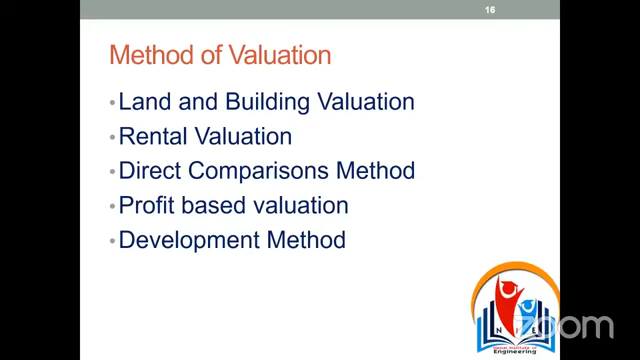 16
Method of Valuation
•Land and Building Valuation
•Rental Valuation
•Direct Comparisons Method
•Profit based valuation
•Development Method
zoom
Engineering